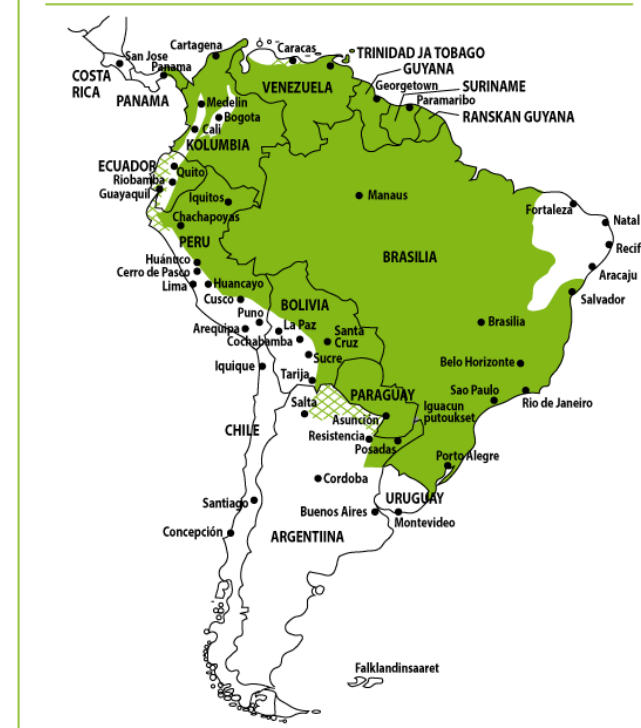 Cartagena
Caracas
TRINIDAD JA TOBAGO
San Jose
Panama
GUYANA
COSTA
RICA
PANAMA
VENEZUELA
Georgetown
SURINAME
Paramaribo
RANSKAN GUYANA
Medelin
Bogota
Cali
KOLUMBIA
ECUADOR
Quito
Riobamba
Guayaquil
Iquitos
Manaus
Fortaleza
Chachapoyas
Natal
PERU
BRASILIA
Recif
Huánuco
Cerro de Pasco
Lima
Huancayo
Aracaju
Cusco
BOLIVIA
Salvador
Puno
Arequipa
La Paz
Santa
Cruz
Brasilia
Cochabamba
Sucre
Iquique
Belo Horizonte
Tarija
PARAGUAY
Sao Paulo
Rio de Janeiro
Salta
Iguacun
putoukset
Asunción
CHILE
Resistencia
Posadas
Porto Alegre
Cordoba
Santiago
URUGUAY
Buenos Aires
Montevideo
Concepción
ARGENTIINA
Falklandinsaaret